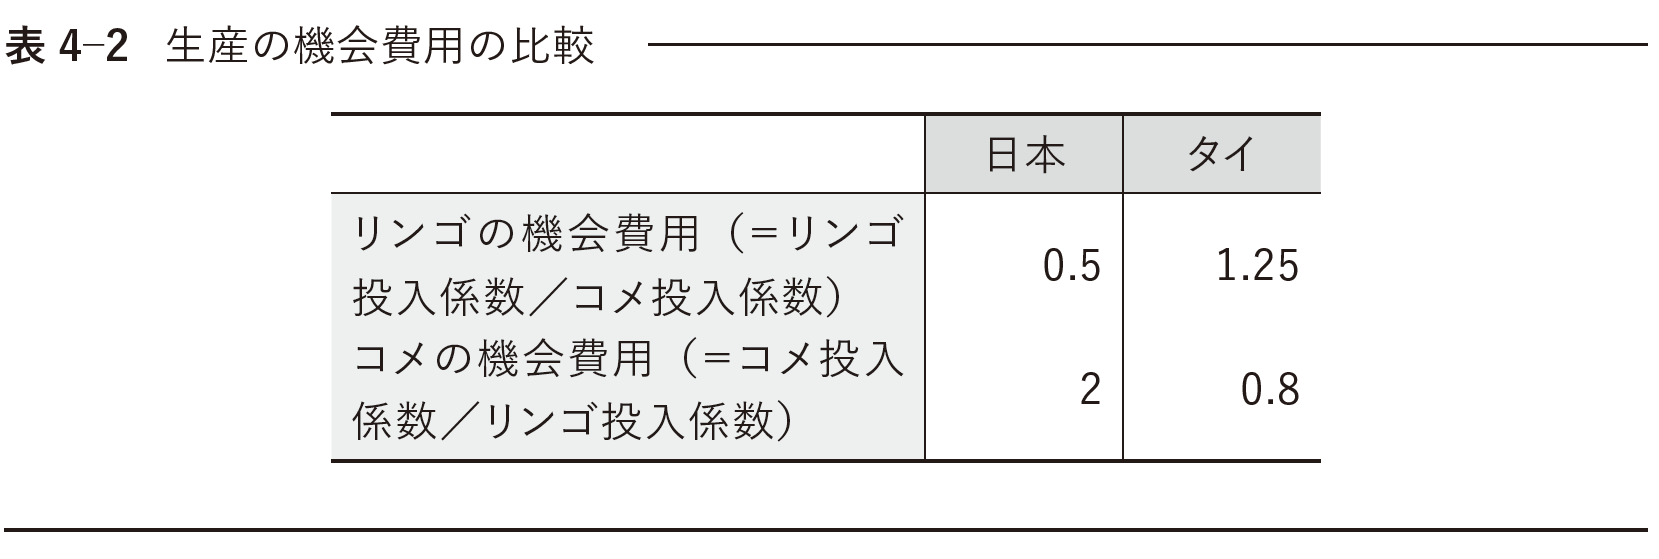 表 4–2 生産の機会費用の比較
日本 タイ
リンゴの機会費用（=リンゴ
投入係数／コメ投入係数） 0.5 1.25
コメの機会費用（=コメ投入
係数／リンゴ投入係数） 2 0.8